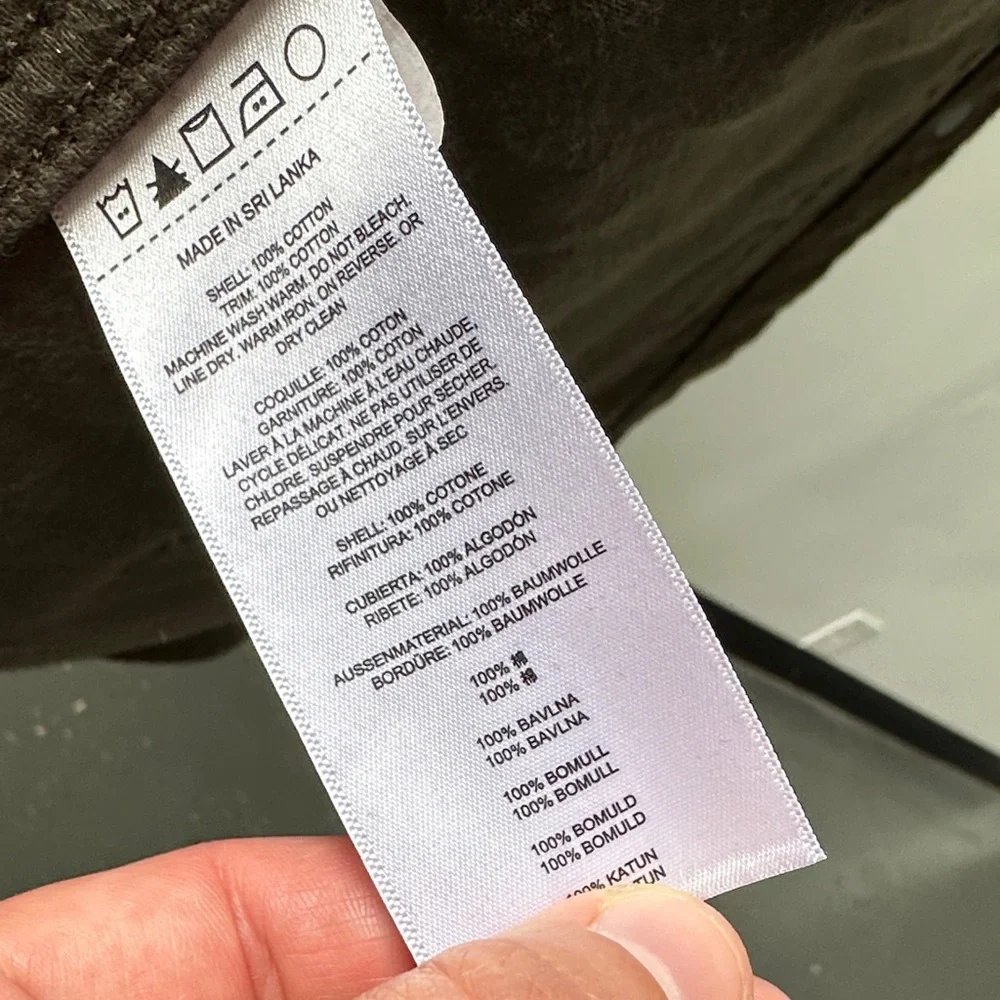 MADE IN SRI LANKA
SHELL: 100% COTTON
TRIM: 100% COTTON
MACHINE WASH WARM. DO NOT BLEACH.
LINE DRY. WARM IRON. ON REVERSE. OR
DRY CLEAN
COQUILLE: 100% COTON
GARNITURE: 100% COTON
LAVER À LA MACHINE À L'EAU CHAUDE,
CYCLE DÉLICAT. NE PAS UTILISER DE
CHLORE. SUSPENDRE POUR SÉCHER.
REPASSAGE À CHAUD. SUR L'ENVERS.
OU NETTOYAGE À SEC
SHELL: 100% COTONE
RIFINITURA: 100% COTONE
CUBIERTA: 100% ALGODÓN
RIBETE: 100% ALGODÓN
AUSSENMATERIAL: 100% BAUMWOLLE
BORDÜRE: 100% BAUMWOLLE
100% 棉
100% 棉
100% BAVLNA
100% BAVLNA
100% BOMULL
100% BOMULL
100% BOMULD
100% BOMULD
100% KATUN